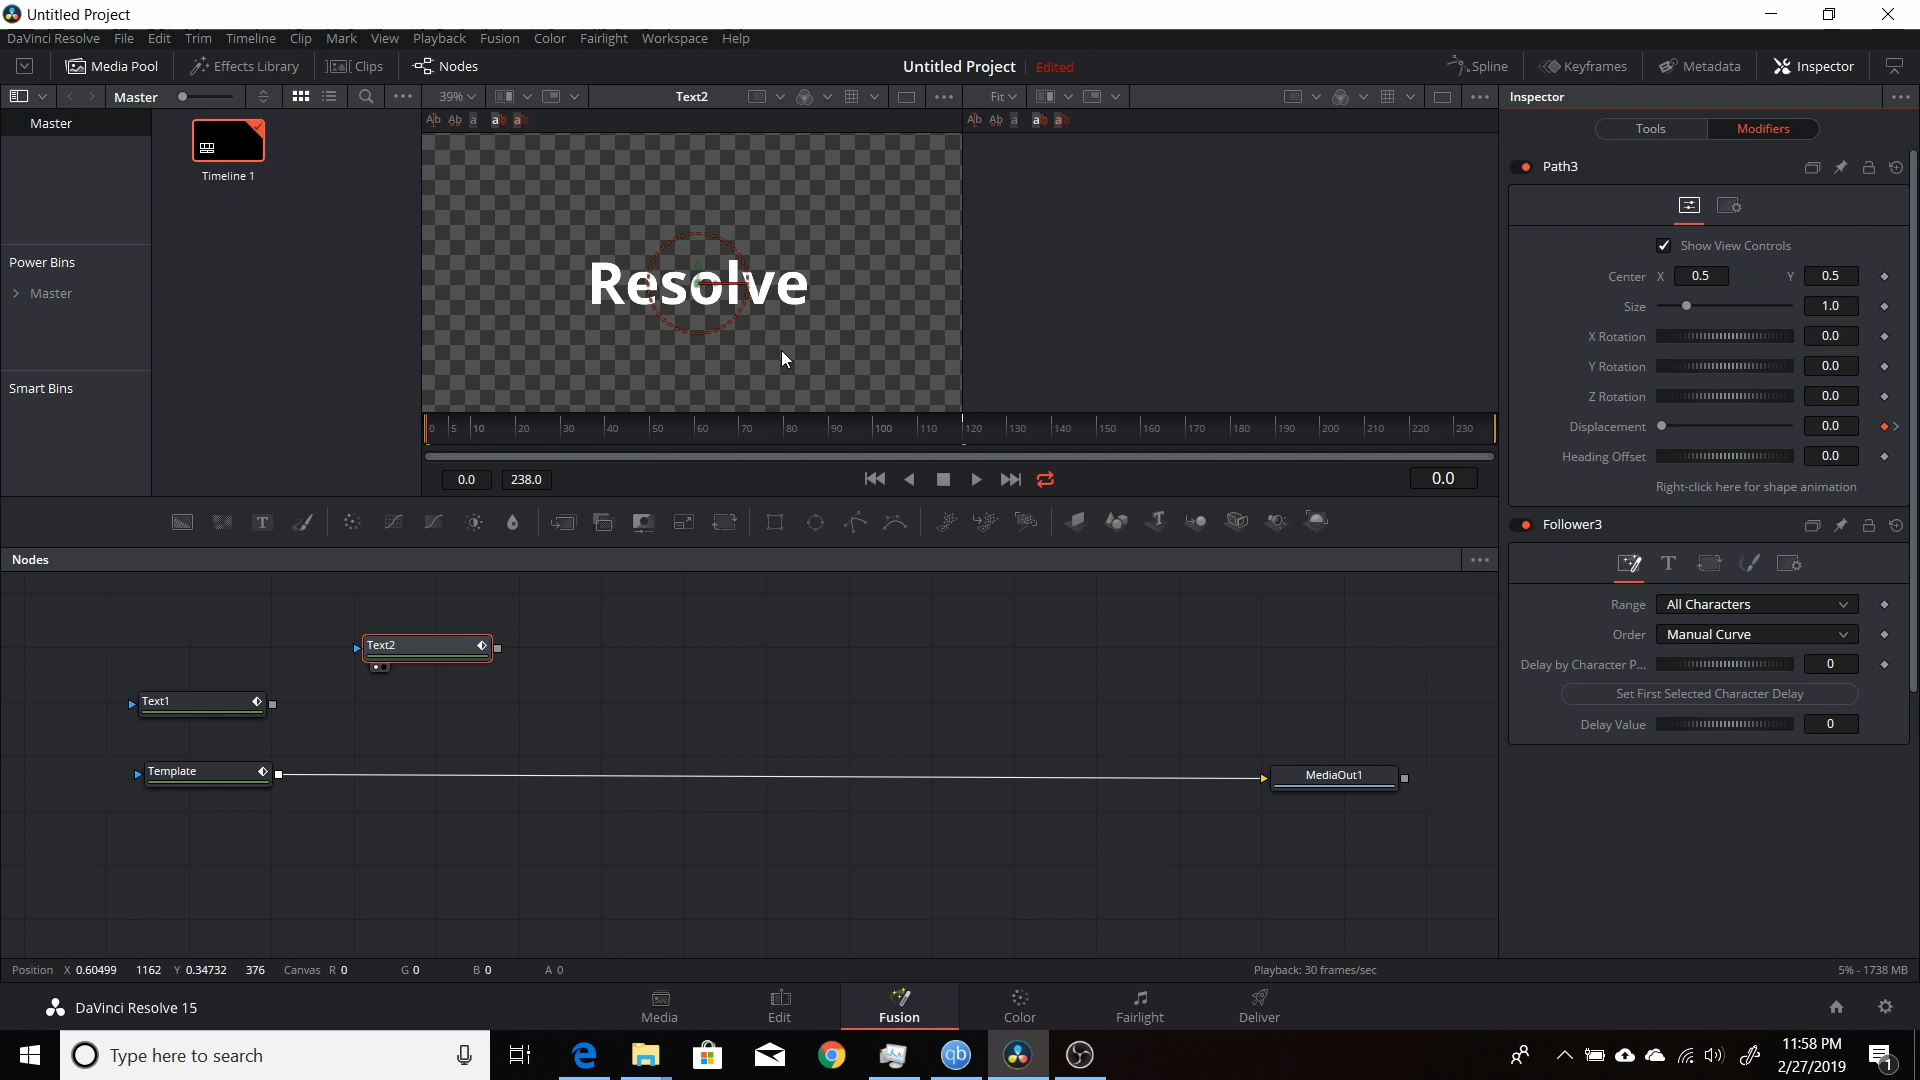 Untitled Project
DaVinci Resolve File Edit Trim Timeline Clip Mark View Playback Fusion Color Fairlight Workspace Help
Media Pool Effects Library Clips Nodes Untitled Project Edited Spline Keyframes Metadata Inspector
Master 39% Text2 Fit Inspector
Master
Timeline 1
Power Bins
Master
Smart Bins
Resolve
0 5 10 20 30 40 50 60 70 80 90 100 110 120 130 140 150 160 170 180 190 200 210 220 230
0.0 238.0 0.0
Tools Modifiers
Path3
Show View Controls
Center X 0.5 Y 0.5
Size 1.0
X Rotation 0.0
Y Rotation 0.0
Z Rotation 0.0
Displacement 0.0
Heading Offset 0.0
Right-click here for shape animation
Follower3
Range All Characters
Order Manual Curve
Delay by Character P... 0
Set First Selected Character Delay
Delay Value 0
Nodes
Text2
Text1
Template
MediaOut1
Position X 0.60499 1162 Y 0.34732 376 Canvas R 0 G 0 B 0 A 0 Playback: 30 frames/sec 5% - 1738 MB
DaVinci Resolve 15 Media Edit Fusion Color Fairlight Deliver
Type here to search
qb
11:58 PM
2/27/2019
1